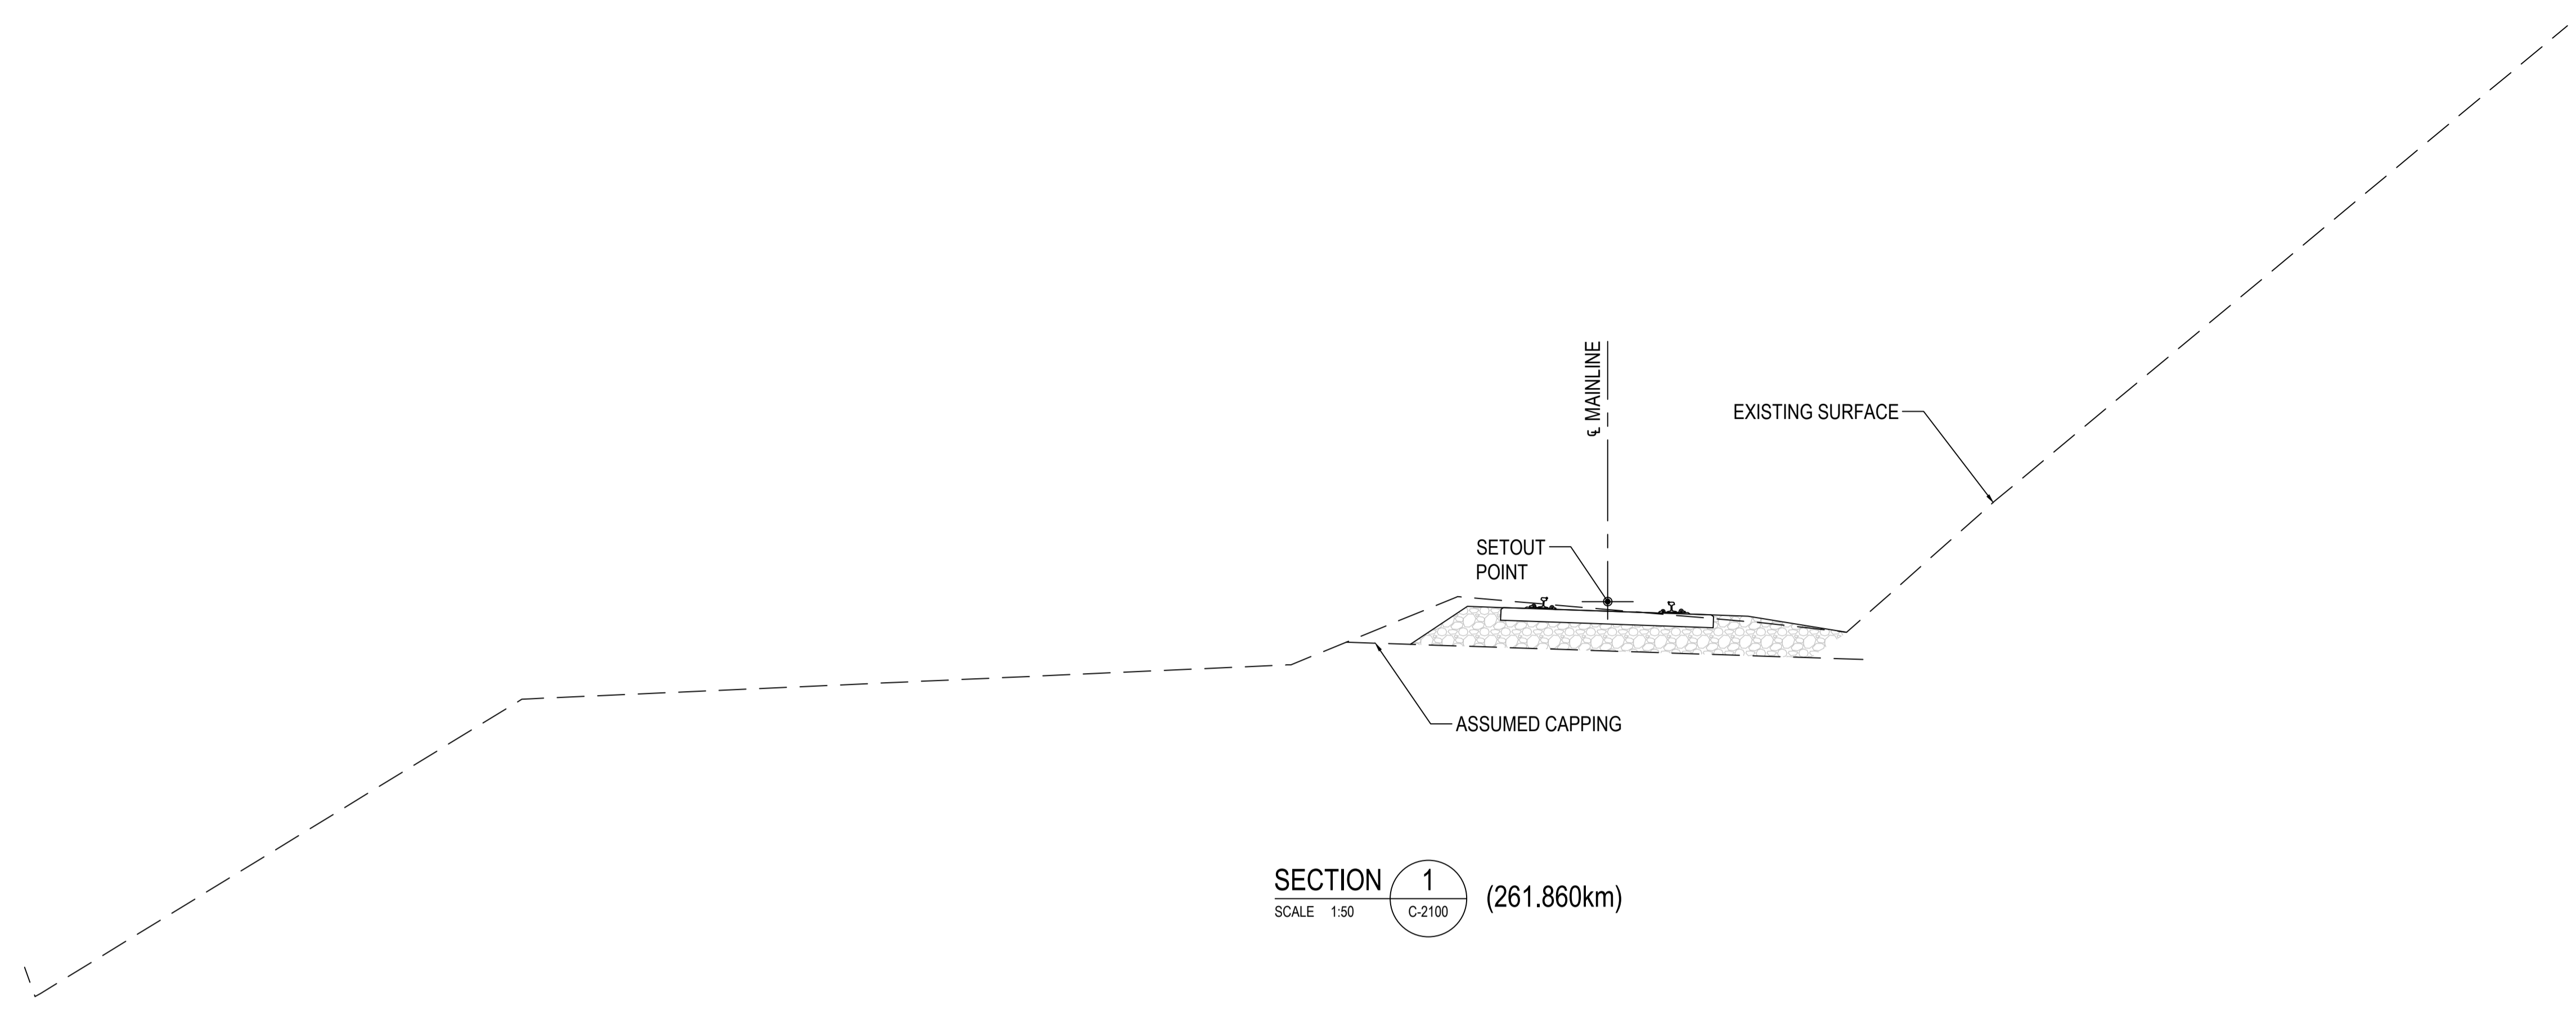 ℄ MAINLINE
EXISTING SURFACE
SETOUT
POINT
ASSUMED CAPPING
SECTION 1 (261.860km)
SCALE 1:50 C-2100